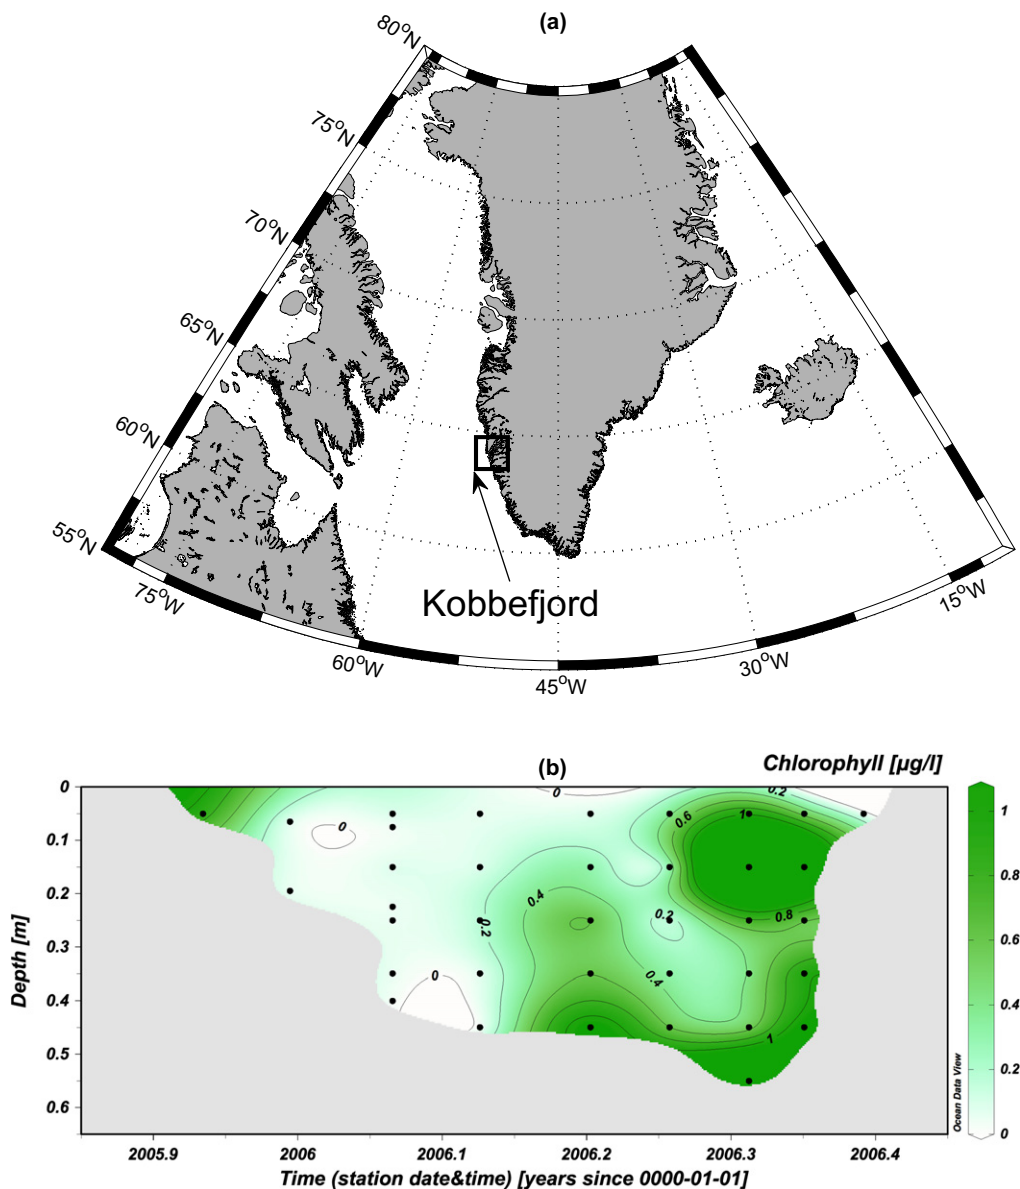 (a)
80°N
75°N
70°N
65°N
60°N
55°N
75°W
60°W
45°W
30°W
15°W
Kobbefjord
(b)
Chlorophyll [µg/l]
0
0.1
0.2
0.3
0.4
0.5
0.6
Depth [m]
0
0.2
0.6
1
0
0.4
0.2
0.2
0.8
0.4
0
1
1
0.8
0.6
0.4
0.2
0
Ocean Data View
2005.9
2006
2006.1
2006.2
2006.3
2006.4
Time (station date&time) [years since 0000-01-01]